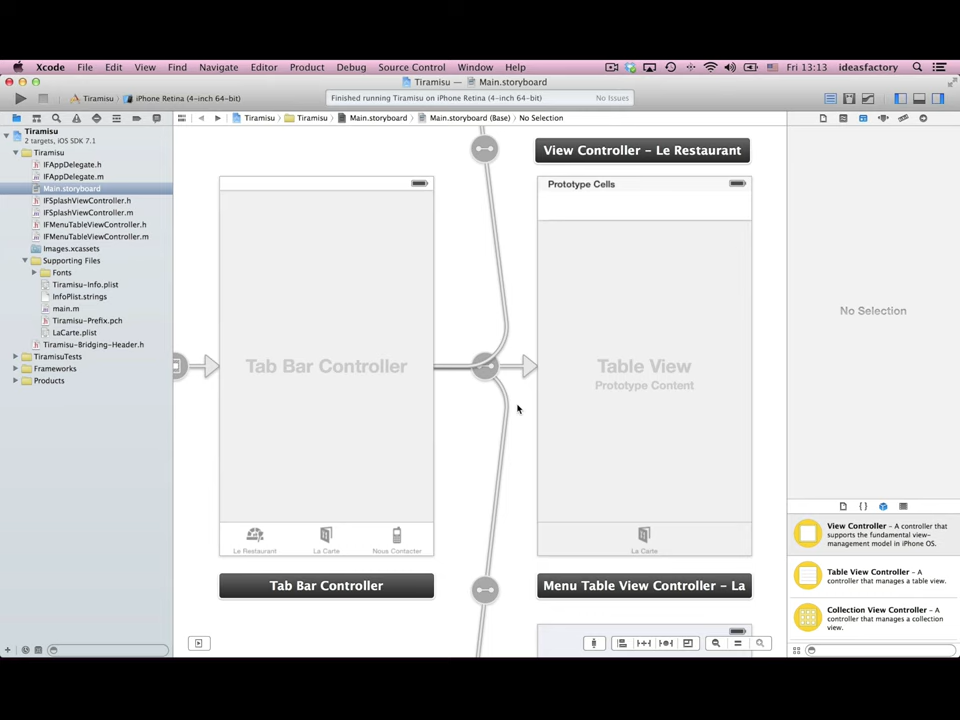 Xcode File Edit View Find Navigate Editor Product Debug Source Control Window Help Fri 13:13 ideasfactory
Tiramisu — Main.storyboard
Tiramisu iPhone Retina (4-inch 64-bit) Finished running Tiramisu on iPhone Retina (4-inch 64-bit) No Issues
Tiramisu Tiramisu Main.storyboard Main.storyboard (Base) No Selection
Tiramisu
2 targets, iOS SDK 7.1
Tiramisu
IFAppDelegate.h
IFAppDelegate.m
Main.storyboard
IFSplashViewController.h
IFSplashViewController.m
IFMenuTableViewController.h
IFMenuTableViewController.m
Images.xcassets
Supporting Files
Fonts
Tiramisu-Info.plist
InfoPlist.strings
main.m
Tiramisu-Prefix.pch
LaCarte.plist
Tiramisu-Bridging-Header.h
TiramisuTests
Frameworks
Products
Tab Bar Controller
Le Restaurant La Carte Nous Contacter
Tab Bar Controller
View Controller – Le Restaurant
Prototype Cells
Table View
Prototype Content
La Carte
Menu Table View Controller – La
No Selection
View Controller – A controller that
supports the fundamental view-
management model in iPhone OS.
Table View Controller – A
controller that manages a table view.
Collection View Controller – A
controller that manages a collection
view.